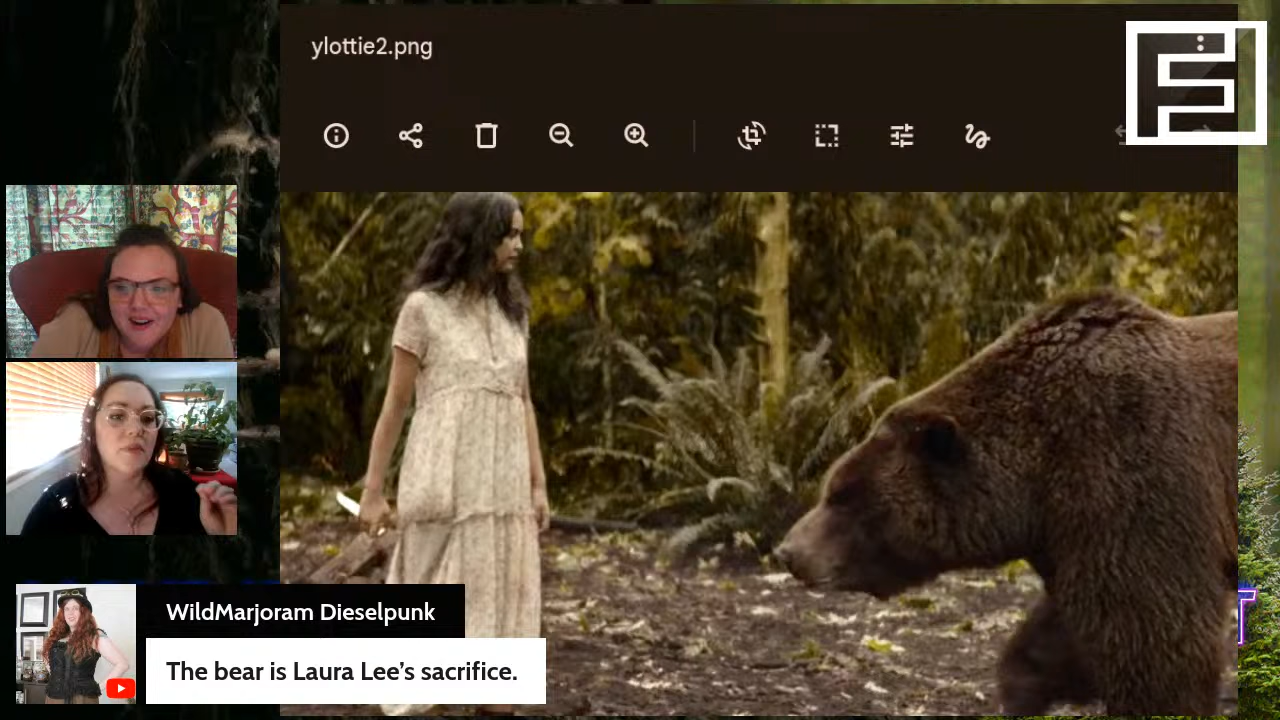 ylottie2.png
WildMarjoram Dieselpunk
The bear is Laura Lee’s sacrifice.
T